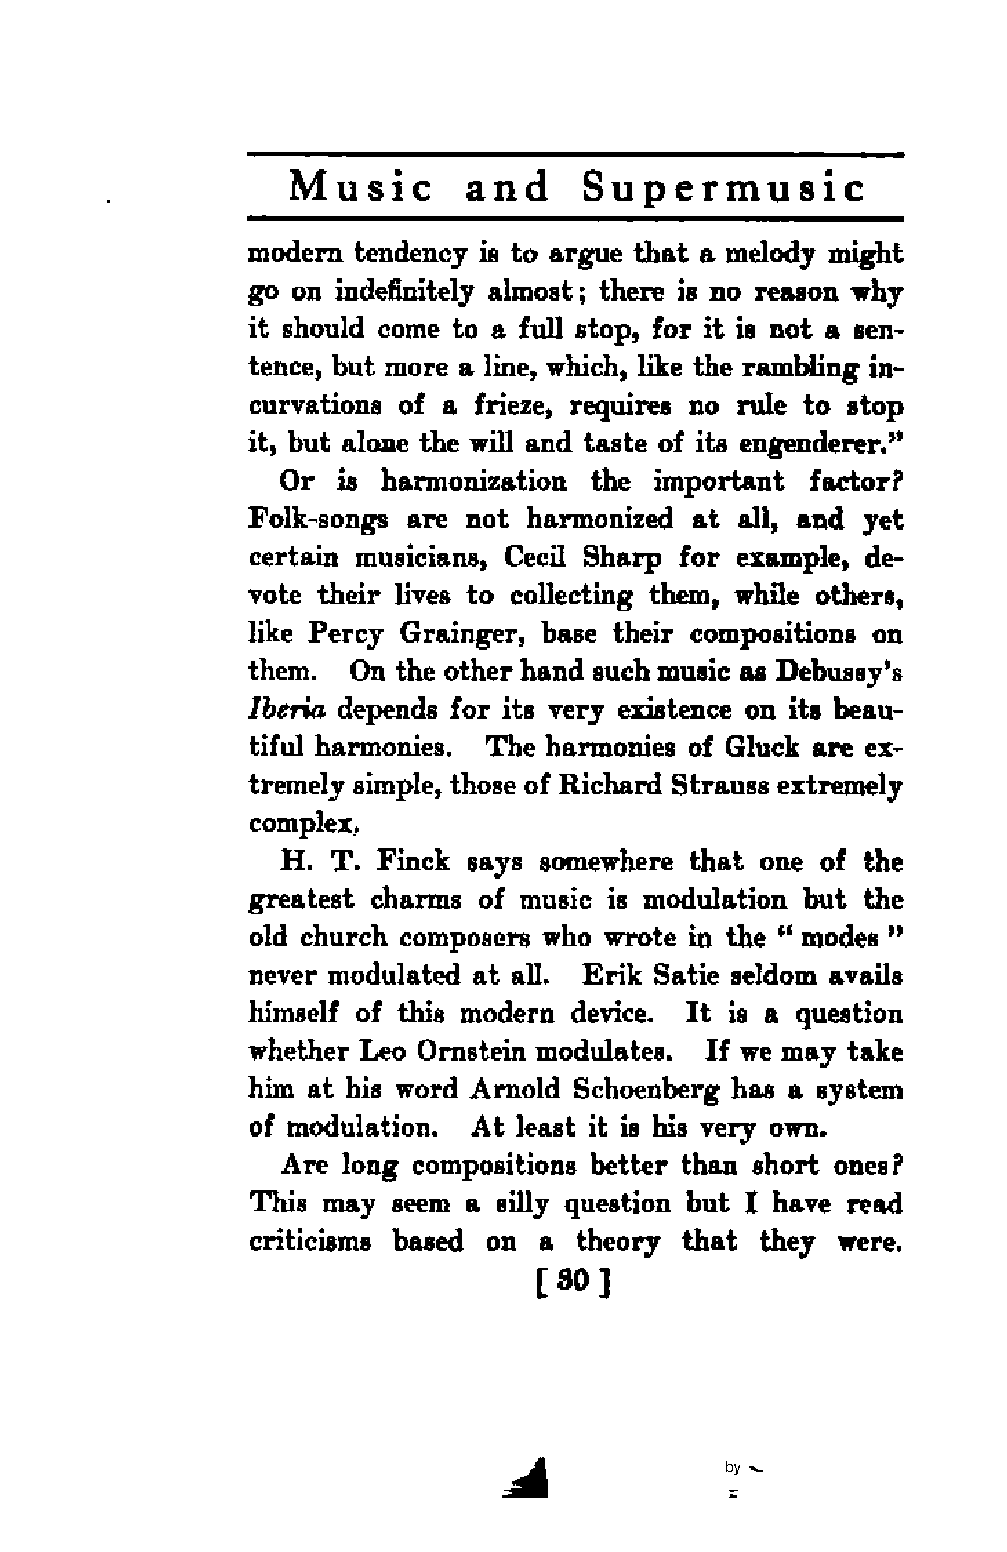 Music and Supermusic
modern tendency is to argue that a melody might
go on indefinitely almost; there is no reason why
it should come to a full stop, for it is not a sen-
tence, but more a line, which, like the rambling in-
curvations of a frieze, requires no rule to stop
it, but alone the will and taste of its engenderer."
Or is harmonization the important factor?
Folk-songs are not harmonized at all, and yet
certain musicians, Cecil Sharp for example, de-
vote their lives to collecting them, while others,
like Percy Grainger, base their compositions on
them. On the other hand such music as Debussy's
Iberia depends for its very existence on its beau-
tiful harmonies. The harmonies of Gluck are ex-
tremely simple, those of Richard Strauss extremely
complex.
H. T. Finck says somewhere that one of the
greatest charms of music is modulation but the
old church composers who wrote in the " modes "
never modulated at all. Erik Satie seldom avails
himself of this modern device. It is a question
whether Leo Ornstein modulates. If we may take
him at his word Arnold Schoenberg has a system
of modulation. At least it is his very own.
Are long compositions better than short ones?
This may seem a silly question but I have read
criticisms based on a theory that they were.
[ 30 ]
by